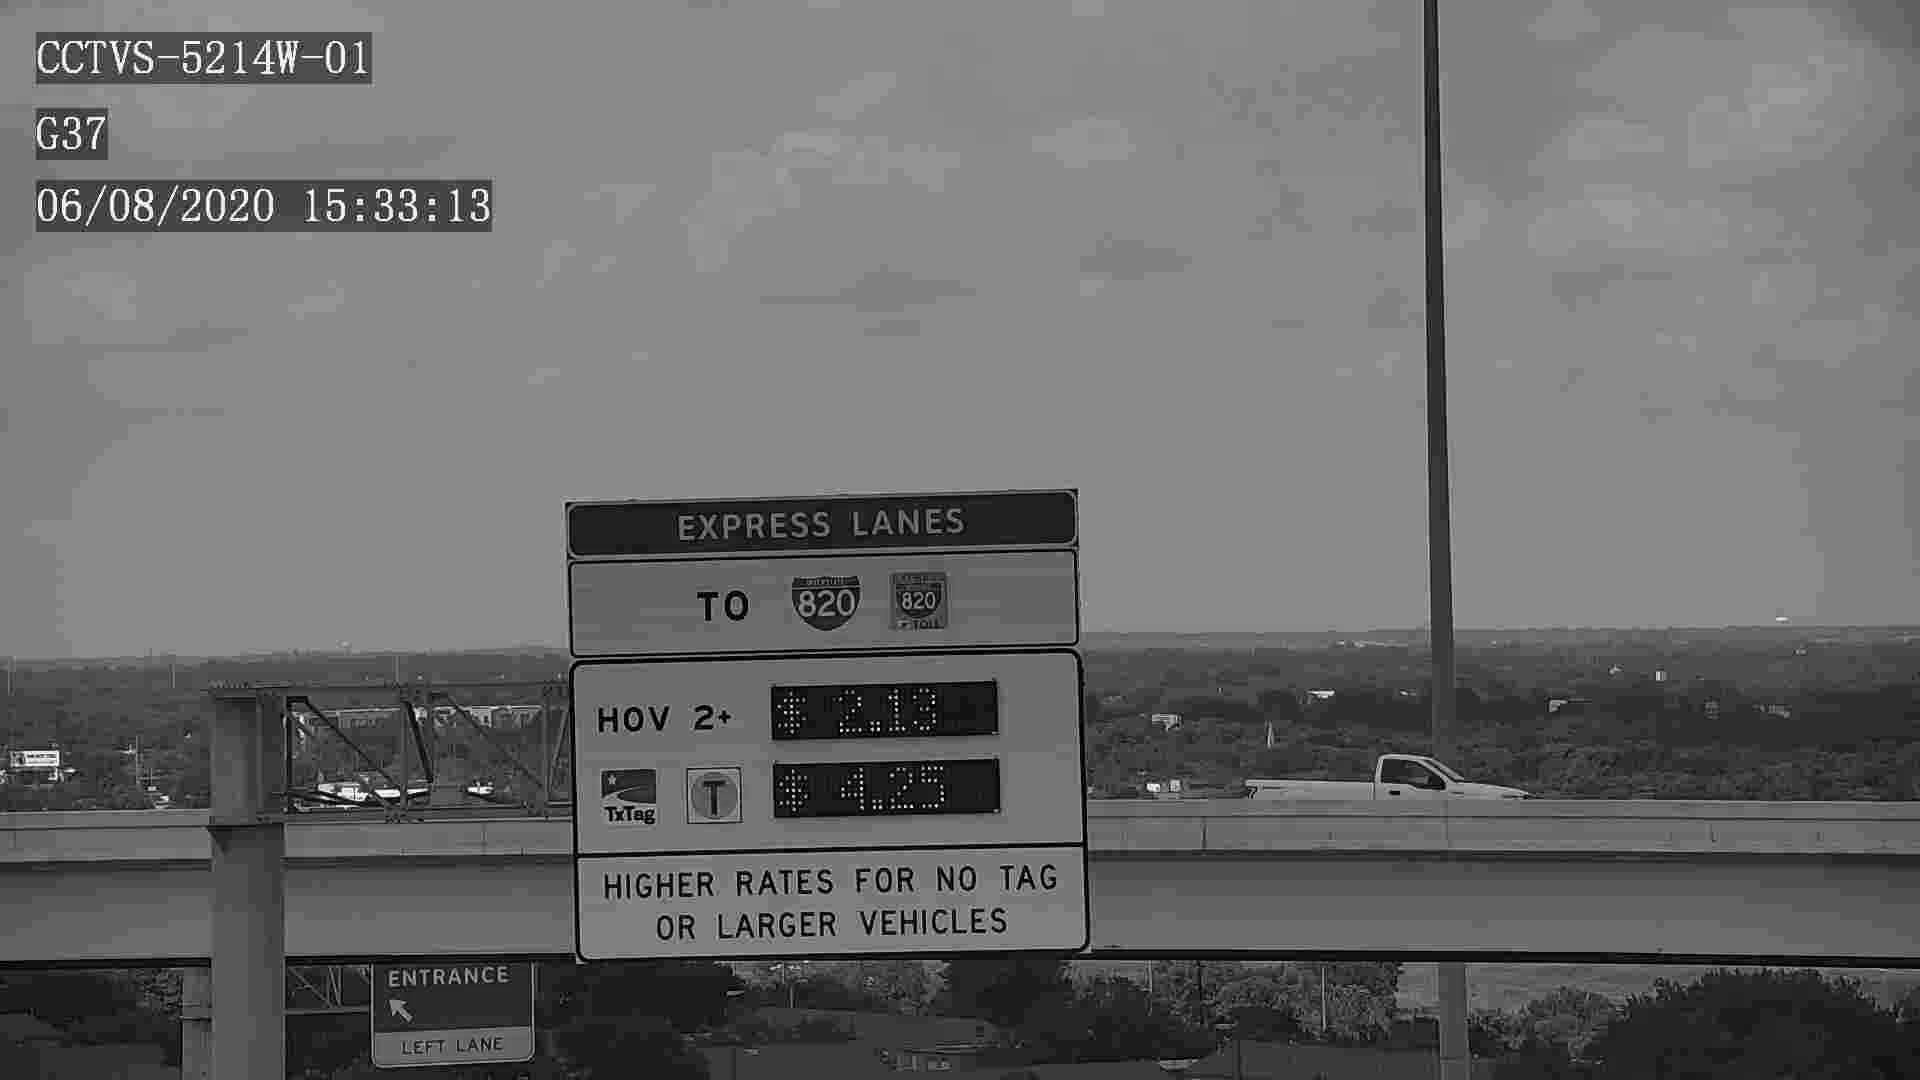 CCTVS-5214W-01
G37
06/08/2020 15:33:13
EXPRESS LANES
TO 820 820
TOLL
HOV 2+ $ 2.13
TxTag T $ 4.25
HIGHER RATES FOR NO TAG
OR LARGER VEHICLES
ENTRANCE
LEFT LANE